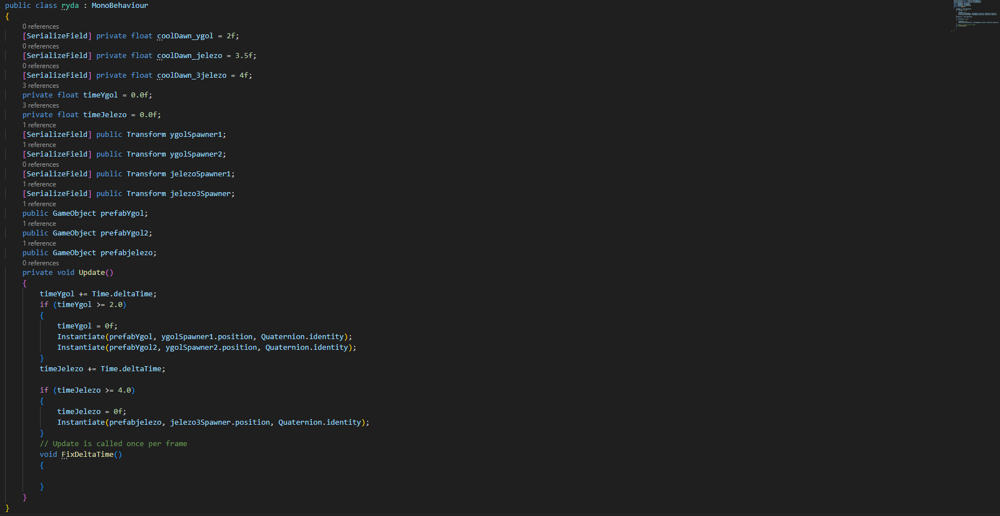 public class ryda : MonoBehaviour
{
0 references
[SerializeField] private float coolDawn_ygol = 2f;
0 references
[SerializeField] private float coolDawn_jelezo = 3.5f;
0 references
[SerializeField] private float coolDawn_3jelezo = 4f;
3 references
private float timeYgol = 0.0f;
3 references
private float timeJelezo = 0.0f;
1 reference
[SerializeField] public Transform ygolSpawner1;
1 reference
[SerializeField] public Transform ygolSpawner2;
0 references
[SerializeField] public Transform jelezoSpawner1;
1 reference
[SerializeField] public Transform jelezo3Spawner;
1 reference
public GameObject prefabYgol;
1 reference
public GameObject prefabYgol2;
1 reference
public GameObject prefabjelezo;
0 references
private void Update()
{
timeYgol += Time.deltaTime;
if (timeYgol >= 2.0)
{
timeYgol = 0f;
Instantiate(prefabYgol, ygolSpawner1.position, Quaternion.identity);
Instantiate(prefabYgol2, ygolSpawner2.position, Quaternion.identity);
}
timeJelezo += Time.deltaTime;
if (timeJelezo >= 4.0)
{
timeJelezo = 0f;
Instantiate(prefabjelezo, jelezo3Spawner.position, Quaternion.identity);
}
// Update is called once per frame
void FixDeltaTime()
{
}
}
}